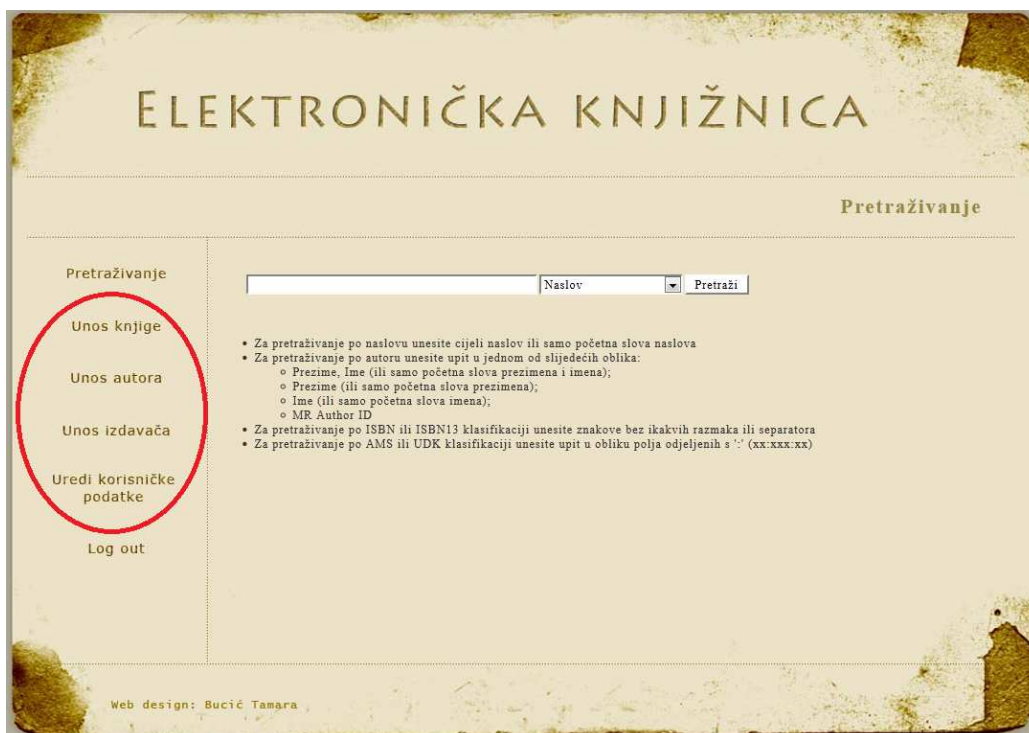 ELEKTRONIČKA KNJIŽNICA
Pretraživanje
Pretraživanje
Unos knjige
Unos autora
Unos izdavača
Uredi korisničke
podatke
Log out
Naslov
Pretraži
• Za pretraživanje po naslovu unesite cijeli naslov ili samo početna slova naslova
• Za pretraživanje po autoru unesite upit u jednom od slijedećih oblika:
Prezime, Ime (ili samo početna slova prezimena i imena);
Prezime (ili samo početna slova prezimena);
Ime (ili samo početna slova imena);
MR Author ID
• Za pretraživanje po ISBN ili ISBN13 klasifikaciji unesite znakove bez ikakvih razmaka ili separatora
• Za pretraživanje po AMS ili UDK klasifikaciji unesite upit u obliku polja odjeljenih s ':' (xx:xxx:xx)
Web design: Bucić Tamara